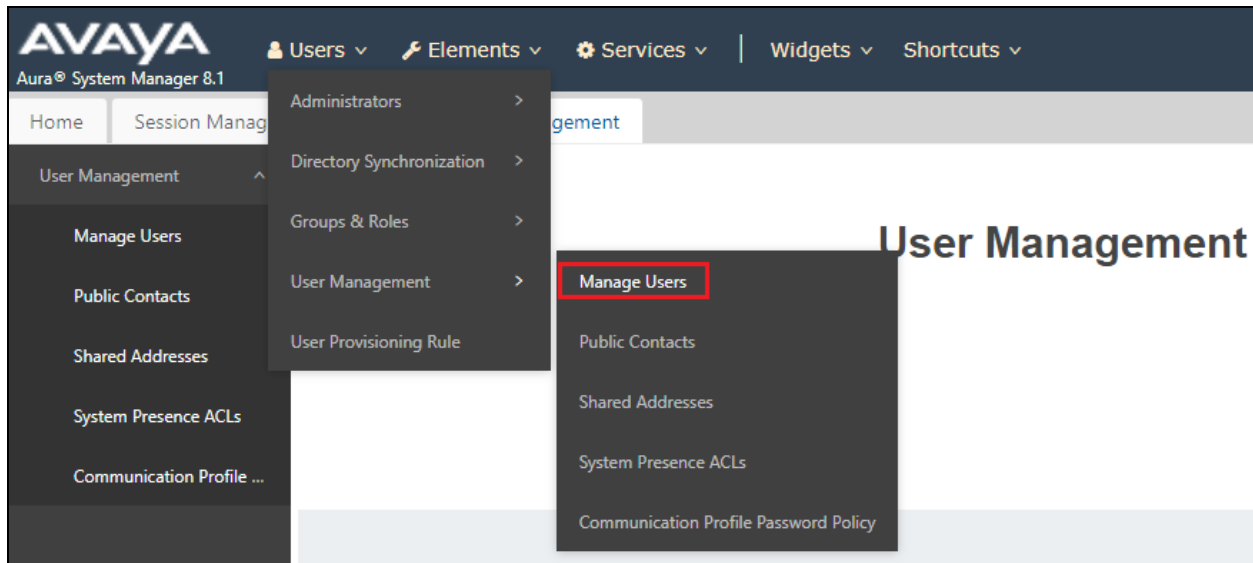 AVAYA
Aura® System Manager 8.1
Users Elements Services Widgets Shortcuts
Home Session Manag gement
User Management
Manage Users
Public Contacts
Shared Addresses
System Presence ACLs
Communication Profile ...
Administrators
Directory Synchronization
Groups & Roles
User Management
User Provisioning Rule
Manage Users
Public Contacts
Shared Addresses
System Presence ACLs
Communication Profile Password Policy
User Management